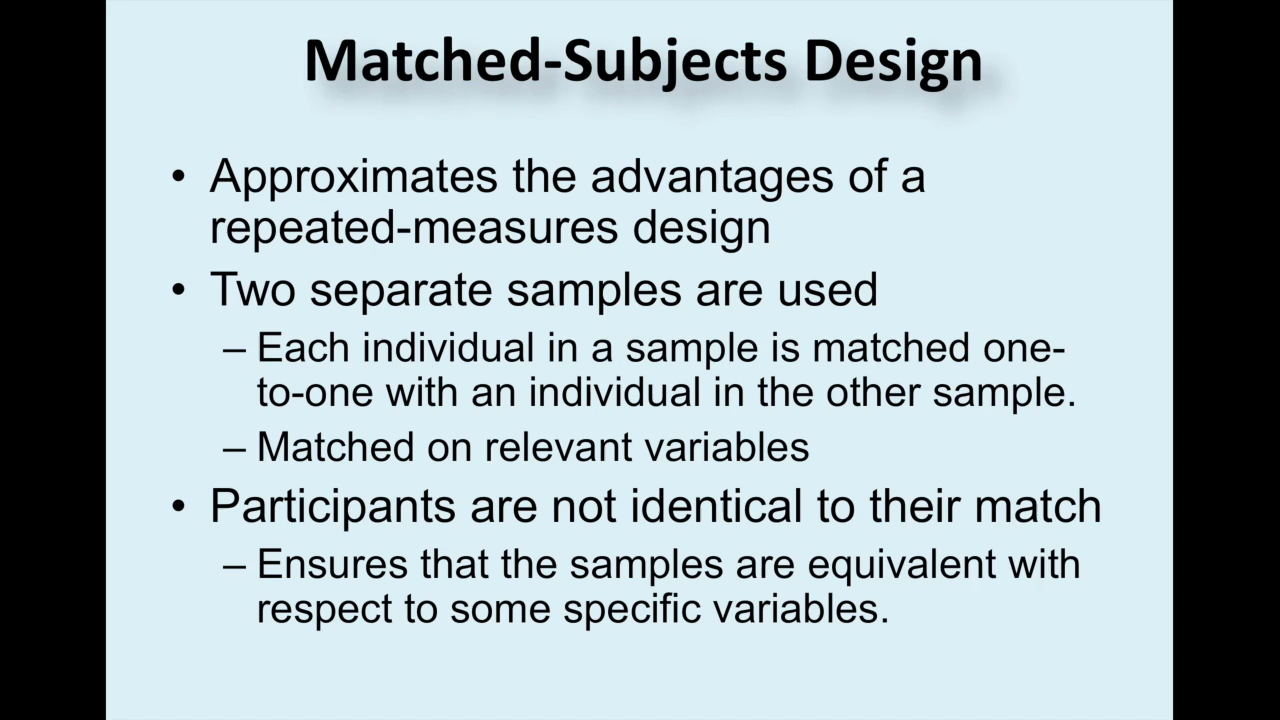 Matched-Subjects Design
• Approximates the advantages of a
repeated-measures design
• Two separate samples are used
– Each individual in a sample is matched one-
to-one with an individual in the other sample.
– Matched on relevant variables
• Participants are not identical to their match
– Ensures that the samples are equivalent with
respect to some specific variables.